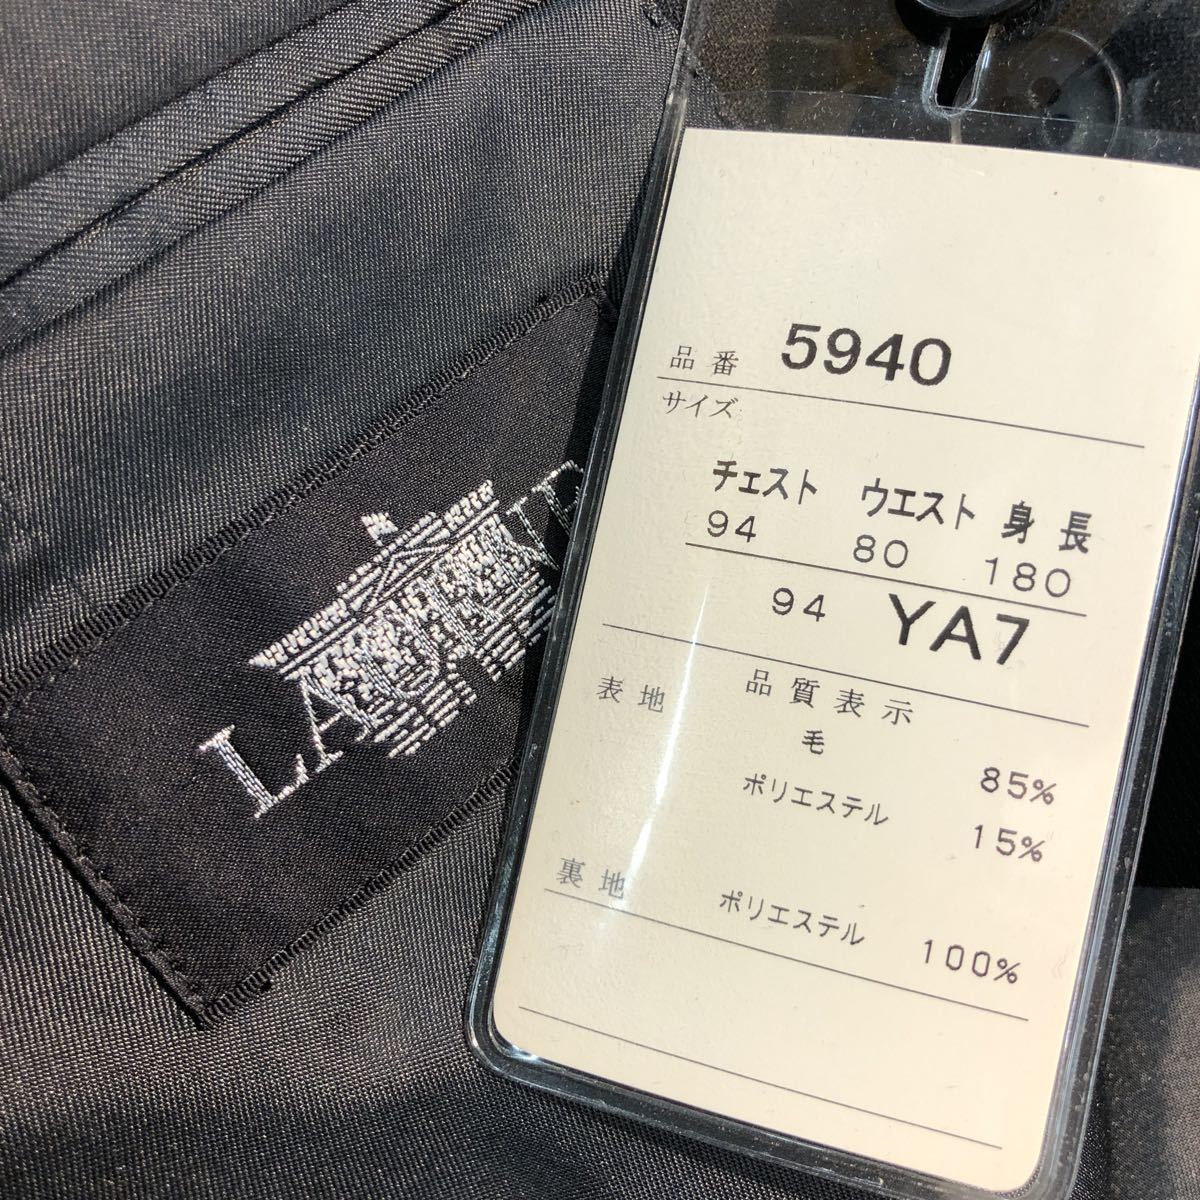 品番 5940
サイズ
チェスト ウエスト 身長
94 80 180
94 YA7
品質表示
表地 毛 85%
ポリエステル 15%
裏地 ポリエステル 100%